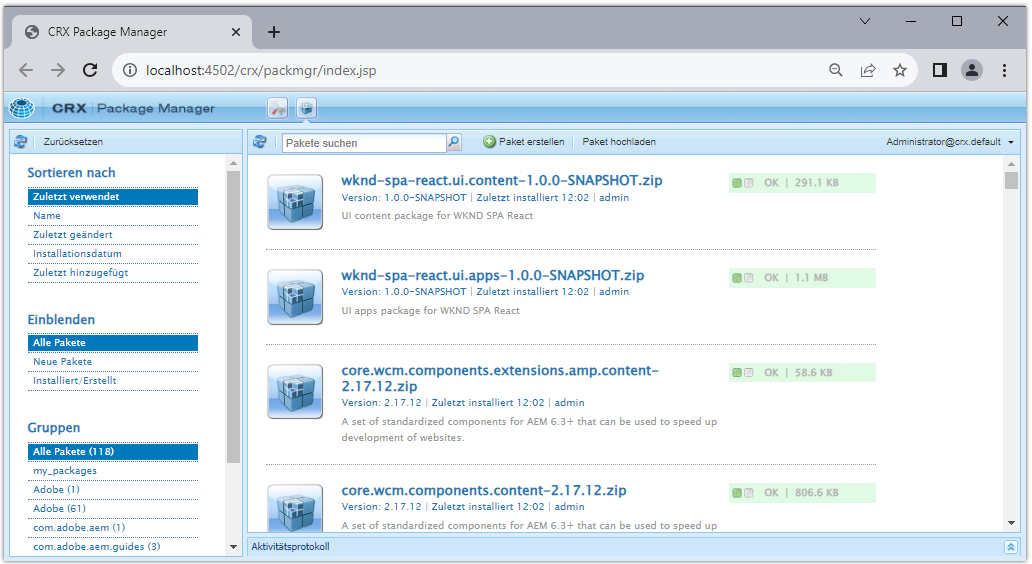 CRX Package Manager
localhost:4502/crx/packmgr/index.jsp
CRX | Package Manager
Zurücksetzen
Sortieren nach
Zuletzt verwendet
Name
Zuletzt geändert
Installationsdatum
Zuletzt hinzugefügt
Einblenden
Alle Pakete
Neue Pakete
Installiert/Erstellt
Gruppen
Alle Pakete (118)
my_packages
Adobe (1)
Adobe (61)
com.adobe.aem (1)
com.adobe.aem.guides (3)
Pakete suchen
Paket erstellen
Paket hochladen
Administrator@crx.default
wknd-spa-react.ui.content-1.0.0-SNAPSHOT.zip
Version: 1.0.0-SNAPSHOT | Zuletzt installiert 12:02 | admin
UI content package for WKND SPA React
OK | 291.1 KB
wknd-spa-react.ui.apps-1.0.0-SNAPSHOT.zip
Version: 1.0.0-SNAPSHOT | Zuletzt installiert 12:02 | admin
UI apps package for WKND SPA React
OK | 1.1 MB
core.wcm.components.extensions.amp.content-
2.17.12.zip
Version: 2.17.12 | Zuletzt installiert 12:02 | admin
A set of standardized components for AEM 6.3+ that can be used to speed up
development of websites.
OK | 58.6 KB
core.wcm.components.content-2.17.12.zip
Version: 2.17.12 | Zuletzt installiert 12:02 | admin
A set of standardized components for AEM 6.3+ that can be used to speed up
OK | 806.6 KB
Aktivitätsprotokoll